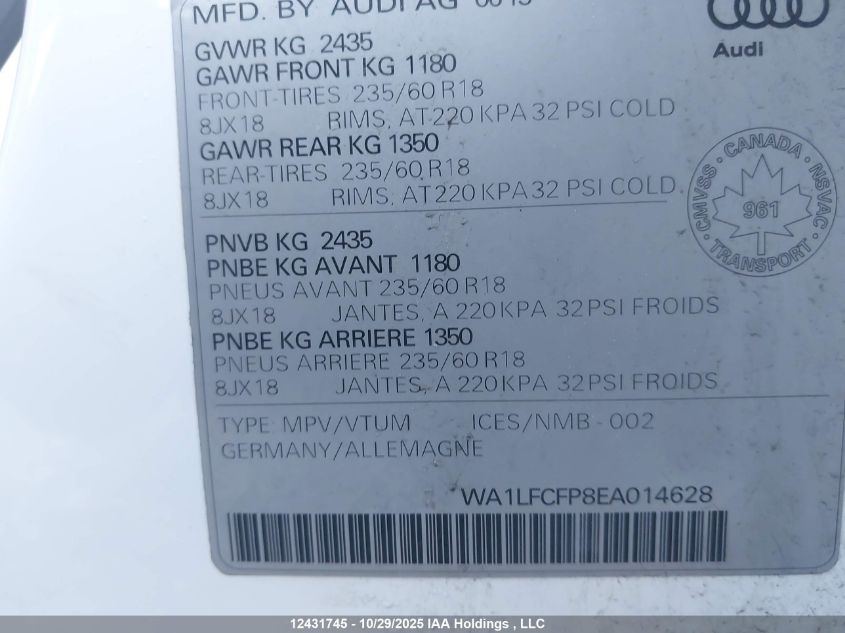 MFD. BY AUDI AG
GVWR KG 2435
GAWR FRONT KG 1180
FRONT-TIRES 235/60 R18
8JX18 RIMS, AT 220 KPA 32 PSI COLD
GAWR REAR KG 1350
REAR-TIRES 235/60 R18
8JX18 RIMS, AT 220 KPA 32 PSI COLD
PNVB KG 2435
PNBE KG AVANT 1180
PNEUS AVANT 235/60 R18
8JX18 JANTES, A 220 KPA 32 PSI FROIDS
PNBE KG ARRIERE 1350
PNEUS ARRIERE 235/60 R18
8JX18 JANTES, A 220 KPA 32 PSI FROIDS
TYPE: MPV/VTUM ICES/NMB - 002
GERMANY/ALLEMAGNE
WA1LFCFP8EA014628
Audi
CANADA
CMVSS - NSVAC
961
TRANSPORT
12431745 - 10/29/2025 IAA Holdings , LLC